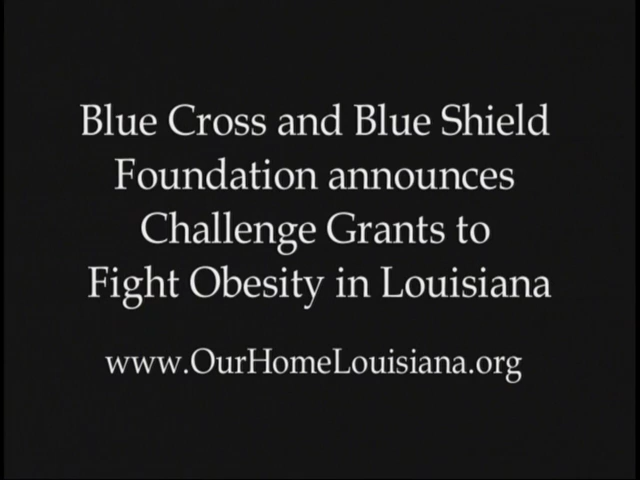 Blue Cross and Blue Shield
Foundation announces
Challenge Grants to
Fight Obesity in Louisiana
www.OurHomeLouisiana.org